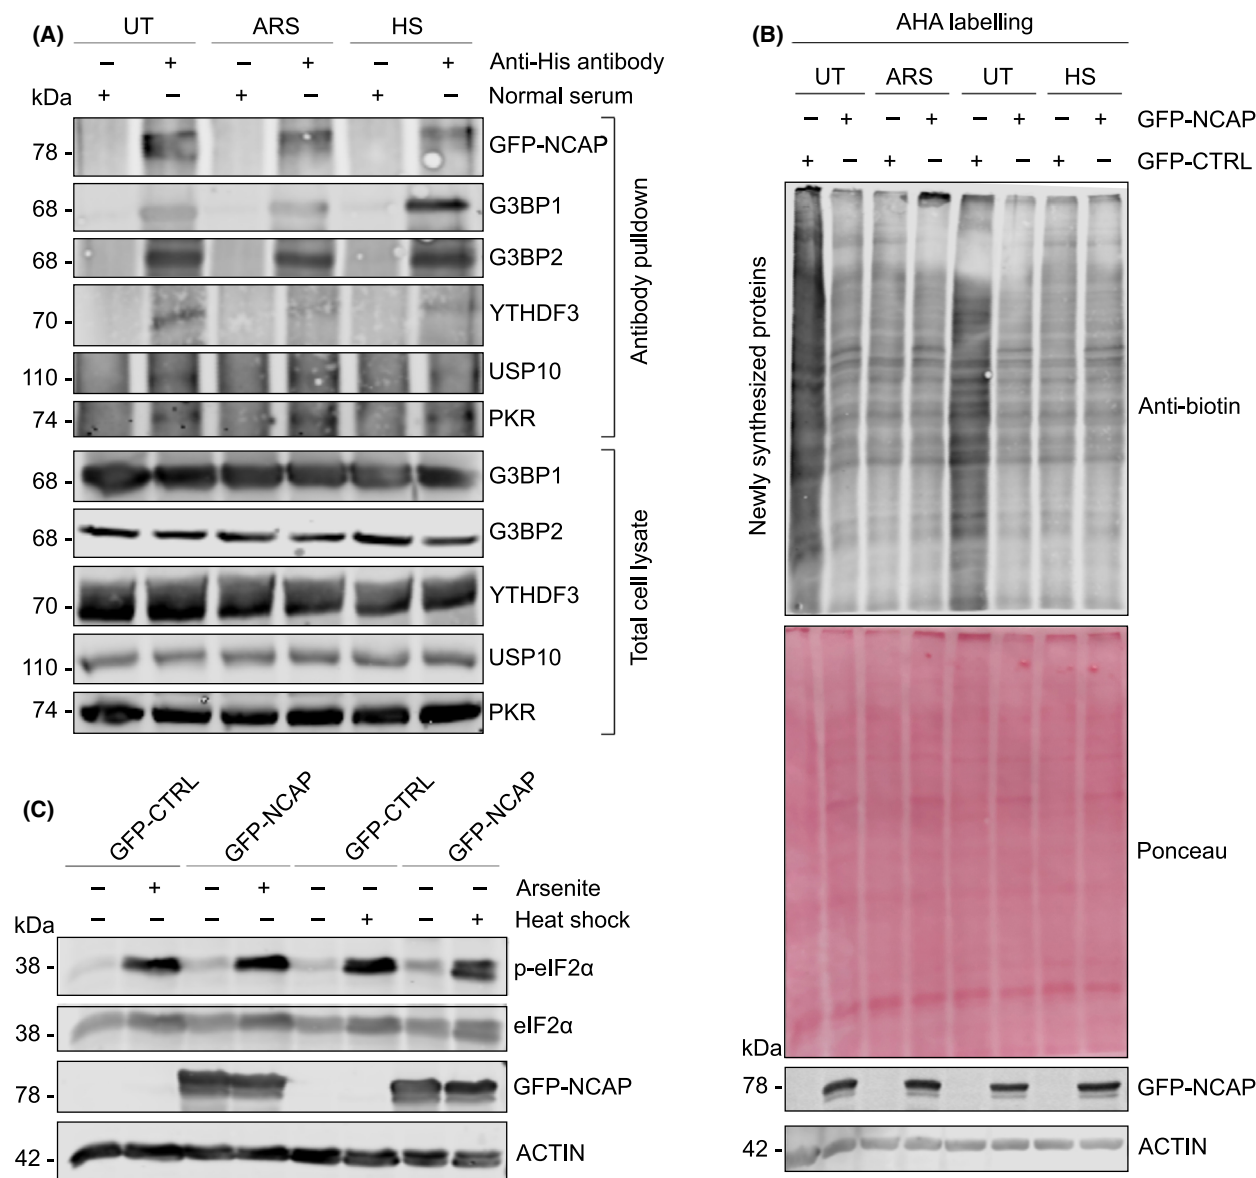 (A)
UT ARS HS
– + – + – + Anti-His antibody
kDa + – + – + – Normal serum
78 - GFP-NCAP
68 - G3BP1
68 - G3BP2
70 - YTHDF3
110 - USP10
74 - PKR
Antibody pulldown
68 - G3BP1
68 - G3BP2
70 - YTHDF3
110 - USP10
74 - PKR
Total cell lysate
(B)
AHA labelling
UT ARS UT HS
– + – + – + – + GFP-NCAP
+ – + – + – + – GFP-CTRL
Newly synthesized proteins
Anti-biotin
Ponceau
kDa
78 - GFP-NCAP
42 - ACTIN
(C)
GFP-CTRL GFP-NCAP GFP-CTRL GFP-NCAP
– + – + – – – – Arsenite
kDa – – – – – + – + Heat shock
38 - p-eIF2α
38 - eIF2α
78 - GFP-NCAP
42 - ACTIN